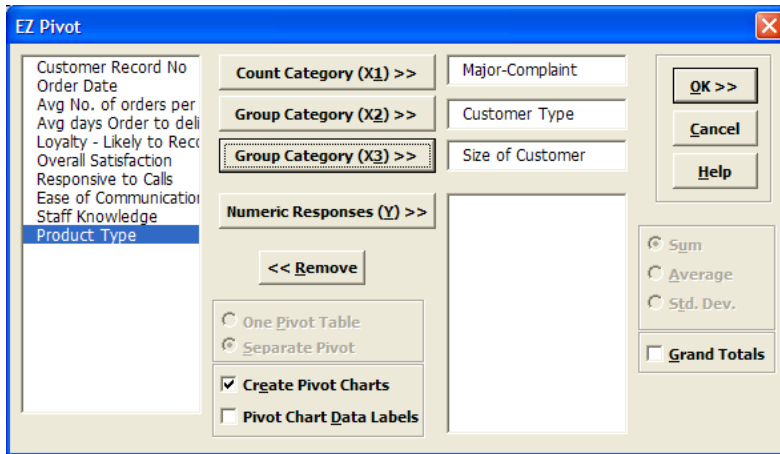 EZ Pivot
Customer Record No
Order Date
Avg No. of orders per
Avg days Order to deli
Loyalty - Likely to Reco
Overall Satisfaction
Responsive to Calls
Ease of Communication
Staff Knowledge
Product Type
Count Category (X1) >>
Major-Complaint
Group Category (X2) >>
Customer Type
Group Category (X3) >>
Size of Customer
Numeric Responses (Y) >>
<< Remove
One Pivot Table
Separate Pivot
Create Pivot Charts
Pivot Chart Data Labels
OK >>
Cancel
Help
Sum
Average
Std. Dev.
Grand Totals